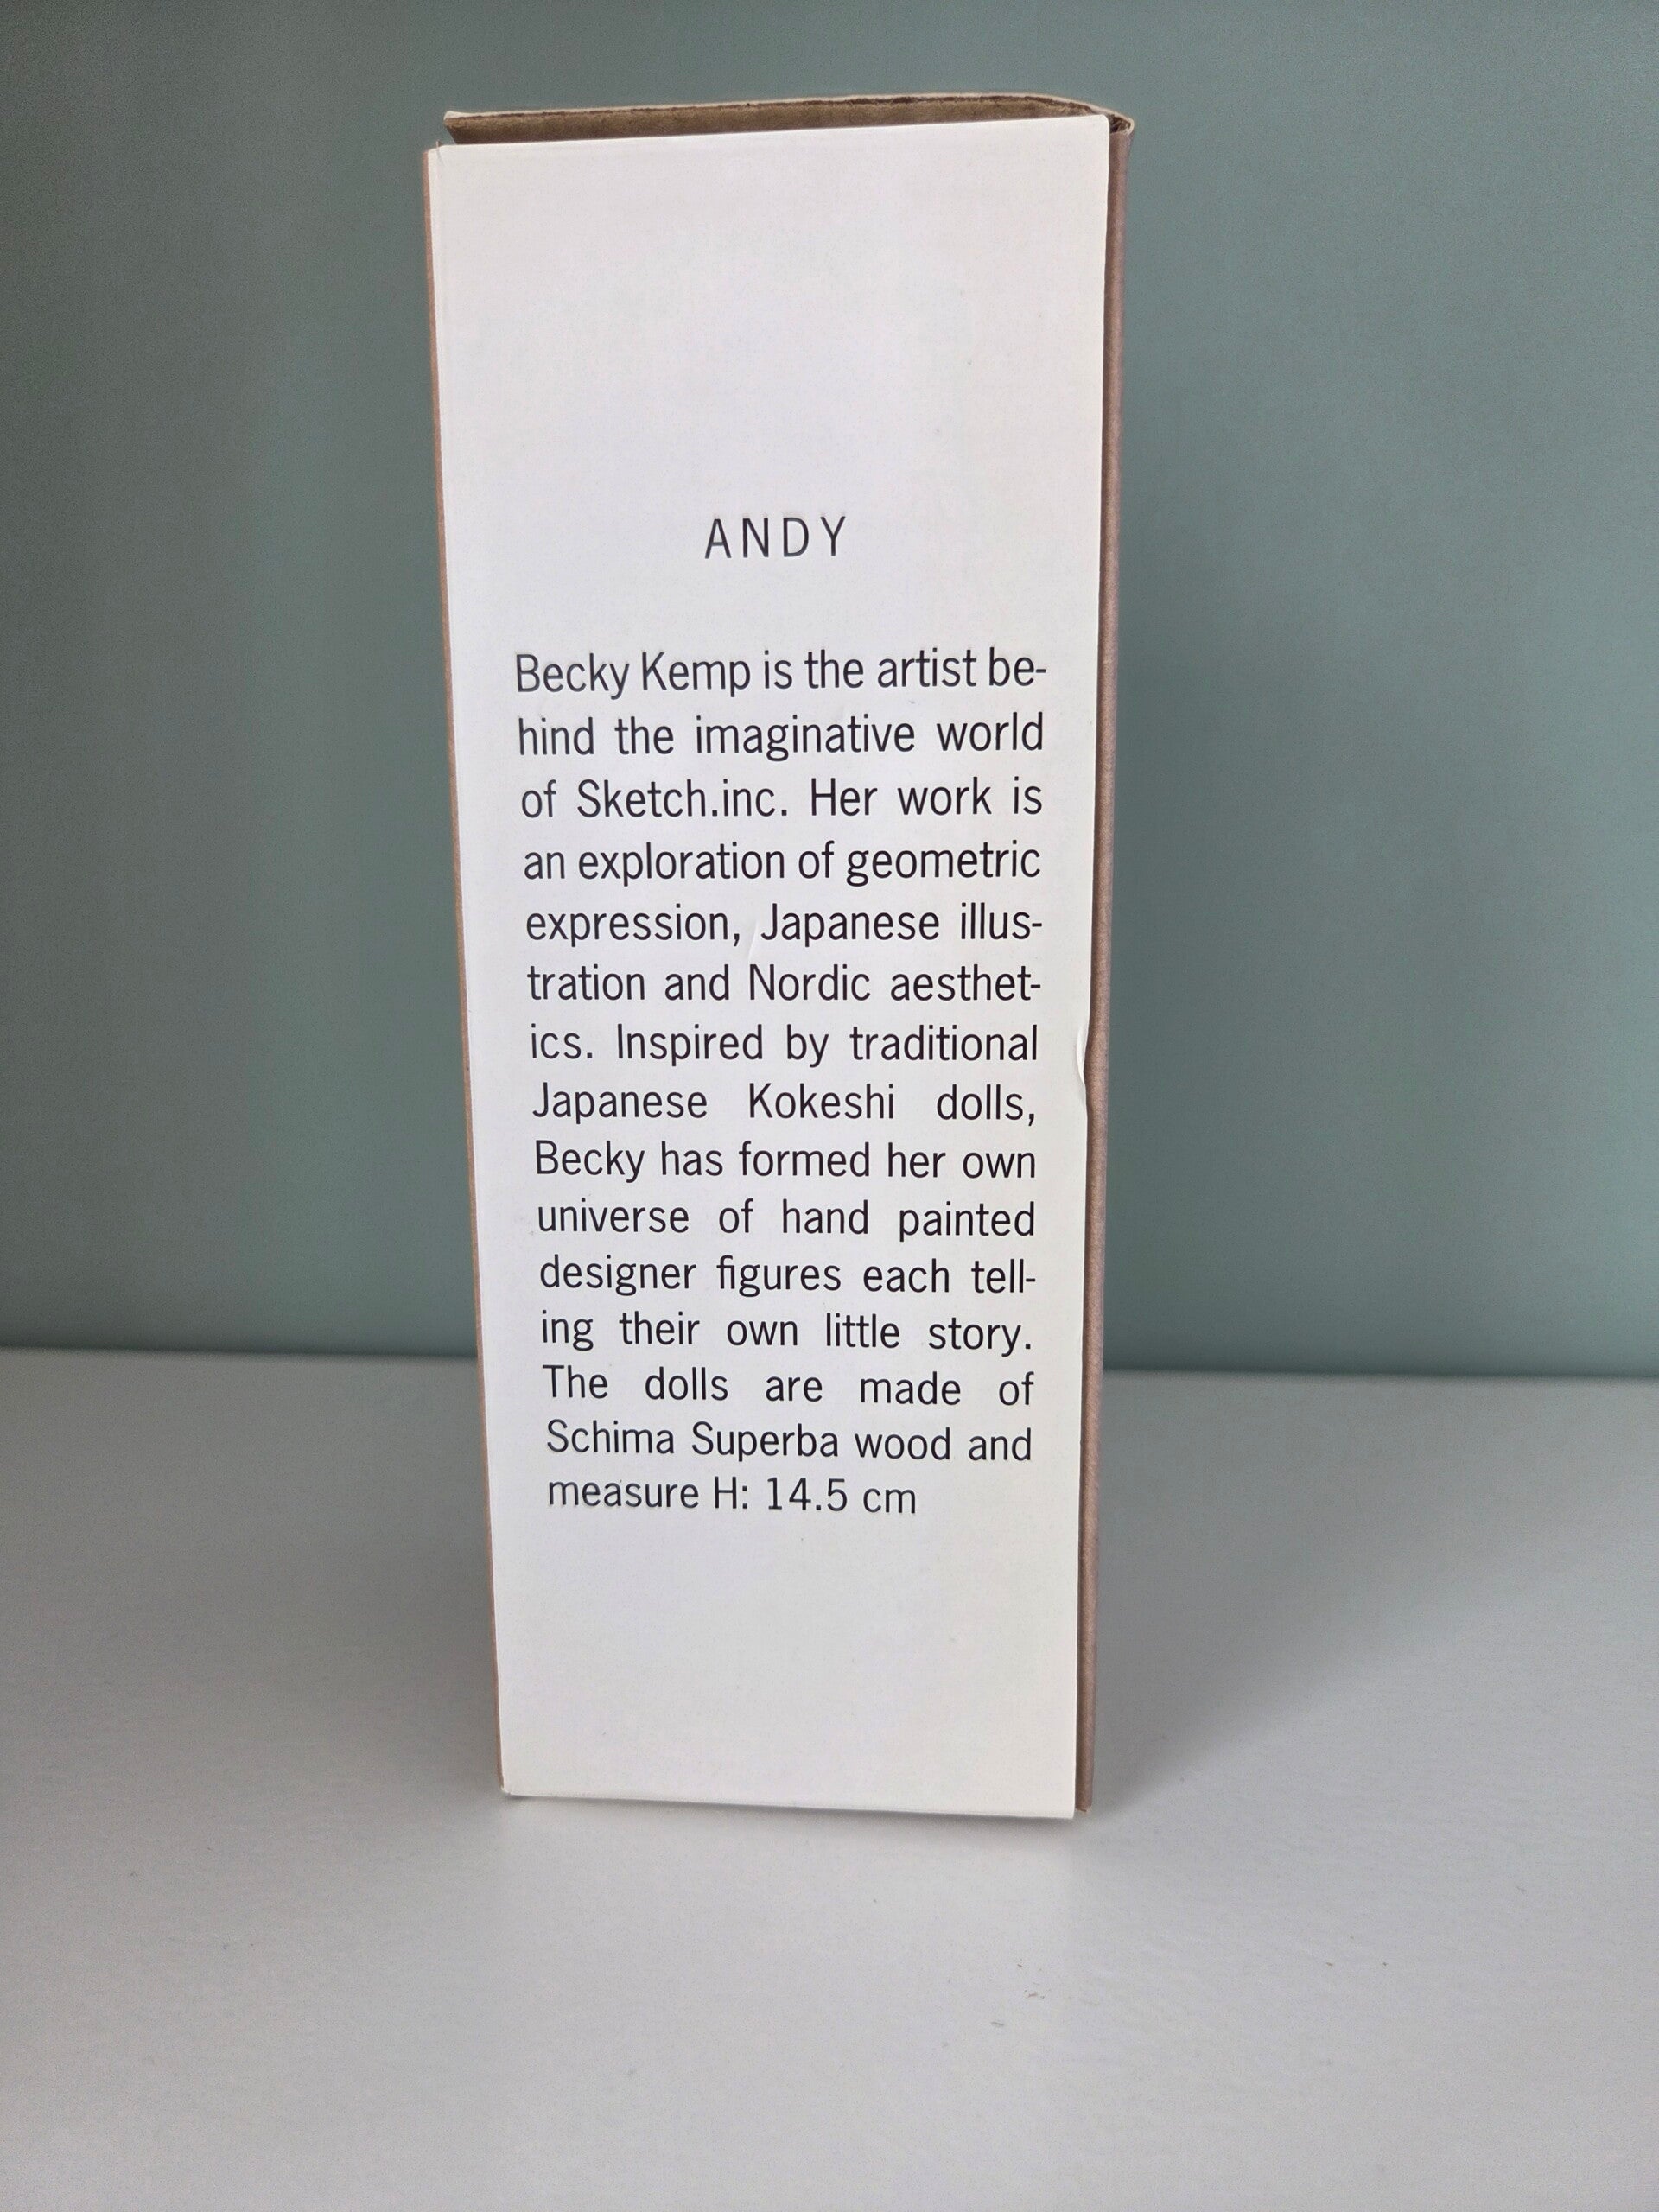 ANDY
Becky Kemp is the artist be-
hind the imaginative world
of Sketch.inc. Her work is
an exploration of geometric
expression, Japanese illus-
tration and Nordic aesthet-
ics. Inspired by traditional
Japanese Kokeshi dolls,
Becky has formed her own
universe of hand painted
designer figures each tell-
ing their own little story.
The dolls are made of
Schima Superba wood and
measure H: 14.5 cm